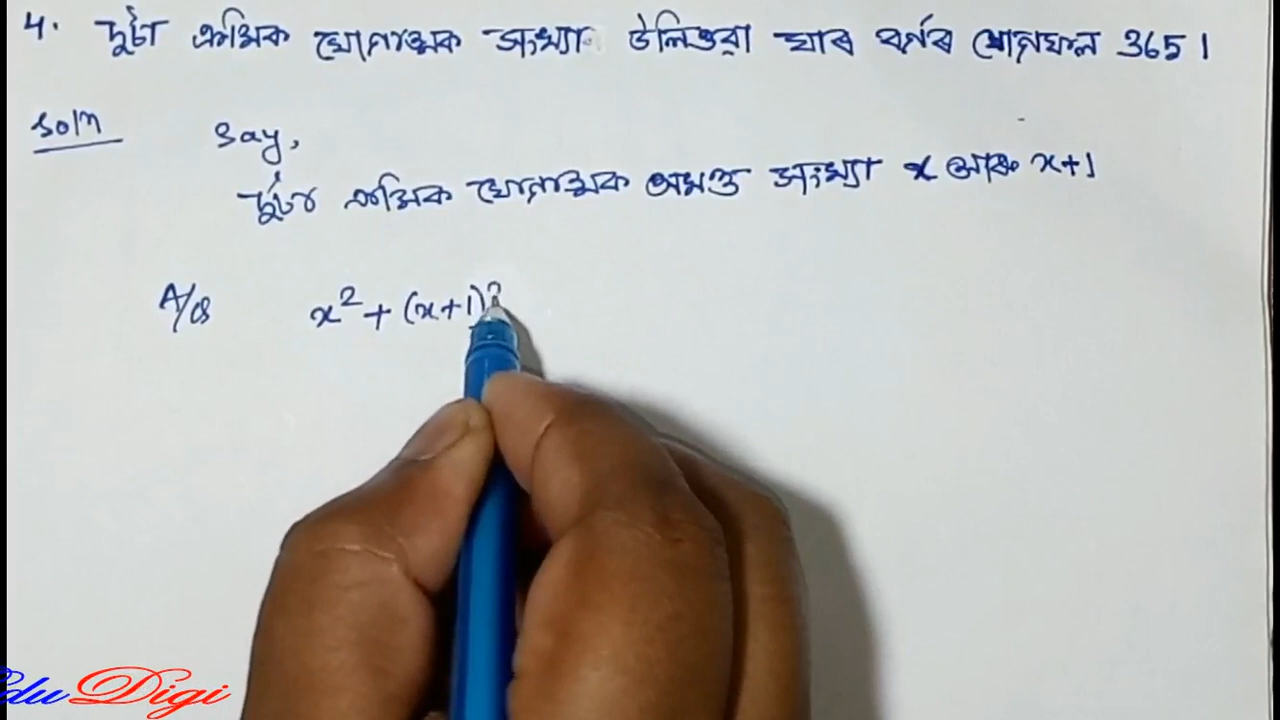 4. দুটা ক্ৰমিক যোগাত্মক সংখ্যা উলিওৱা যাৰ বৰ্গৰ যোগফল 365।
Soln Say,
দুটা ক্ৰমিক যোগাত্মক অখণ্ড সংখ্যা x আৰু x+1
A/Q x² + (x+1)²
Edu Digi